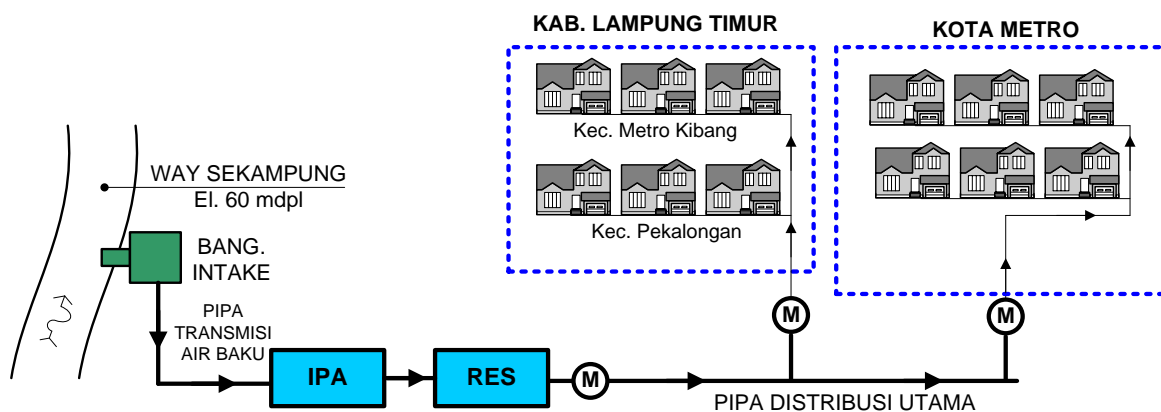 KAB. LAMPUNG TIMUR
KOTA METRO
Kec. Metro Kibang
WAY SEKAMPUNG
El. 60 mdpl
Kec. Pekalongan
BANG.
INTAKE
PIPA
TRANSMISI
AIR BAKU
M
M
IPA
RES
M
PIPA DISTRIBUSI UTAMA